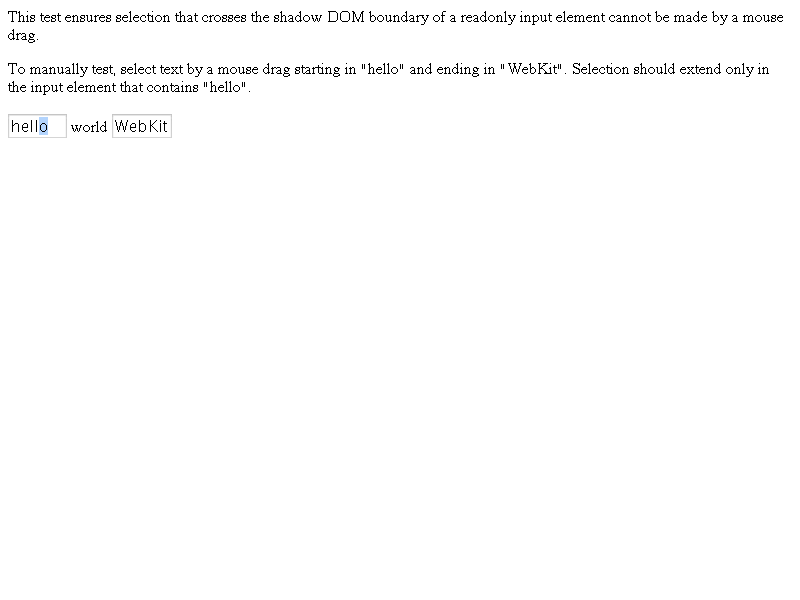 This test ensures selection that crosses the shadow DOM boundary of a readonly input element cannot be made by a mouse
drag.
To manually test, select text by a mouse drag starting in "hello" and ending in "WebKit". Selection should extend only in
the input element that contains "hello".
hello world WebKit